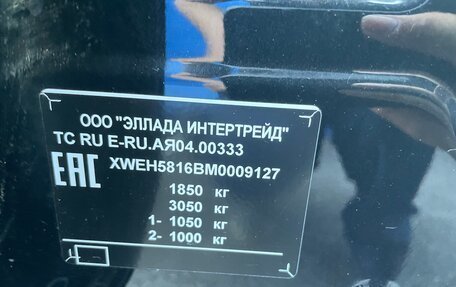 ООО "ЭЛЛАДА ИНТЕРТРЕЙД"
ТС RU E-RU.АЯ04.00333
EAC XWEH5816BM0009127
1850 кг
3050 кг
1- 1050 кг
2- 1000 кг